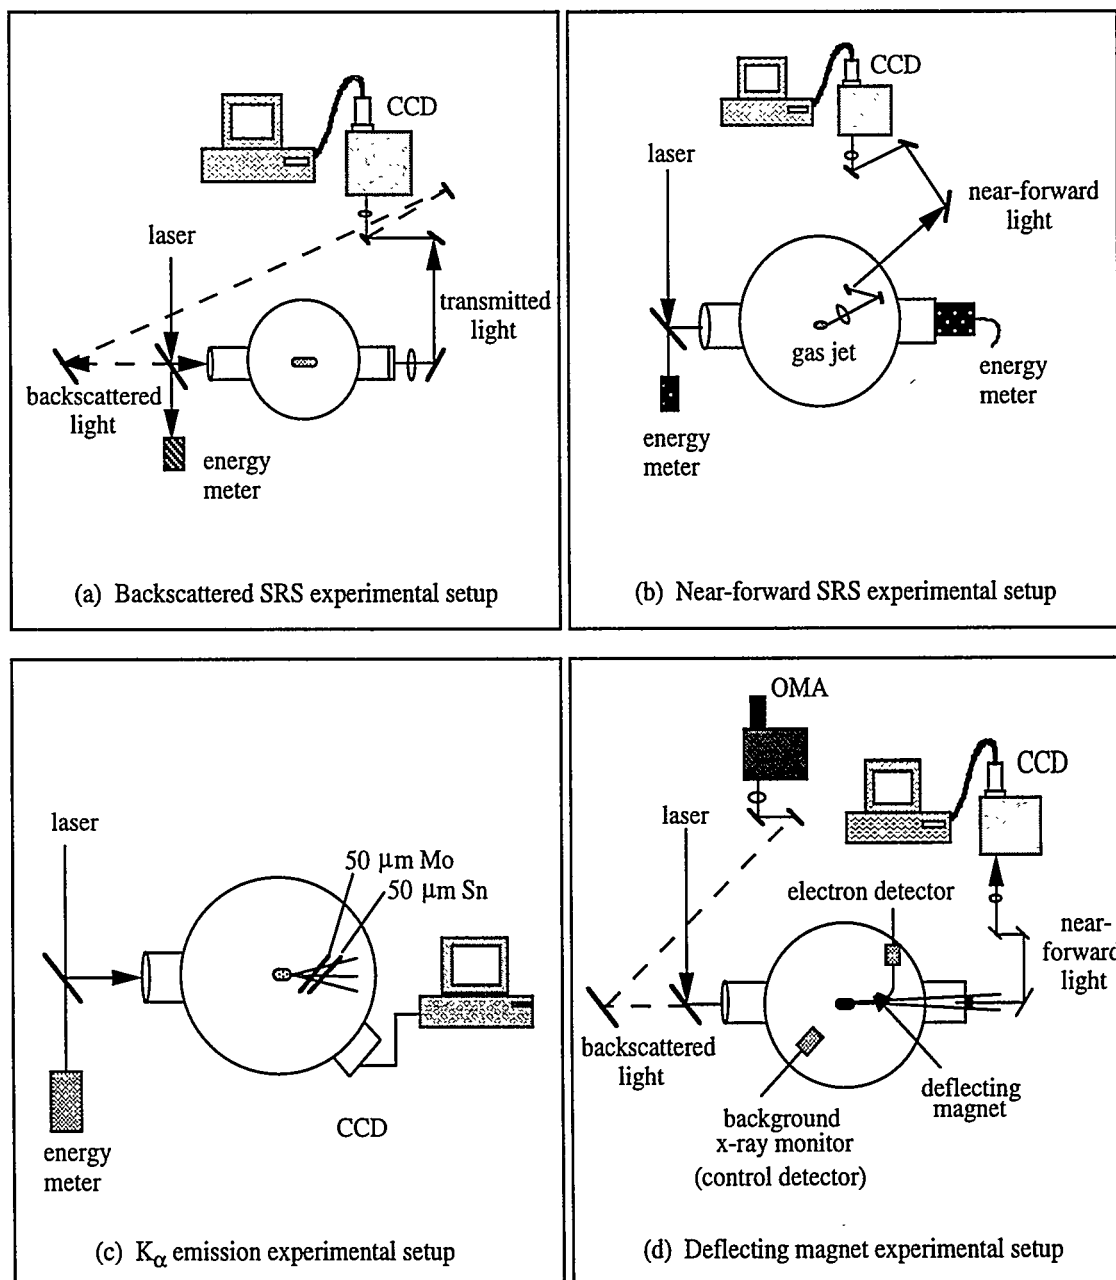 CCD
laser
transmitted
light
backscattered
light
energy
meter
(a) Backscattered SRS experimental setup
CCD
laser
near-forward
light
gas jet
energy
meter
energy
meter
(b) Near-forward SRS experimental setup
laser
50 μm Mo
50 μm Sn
energy
meter
CCD
(c) Kα emission experimental setup
OMA
CCD
laser
electron detector
near-
forward
light
backscattered
light
deflecting
magnet
background
x-ray monitor
(control detector)
(d) Deflecting magnet experimental setup